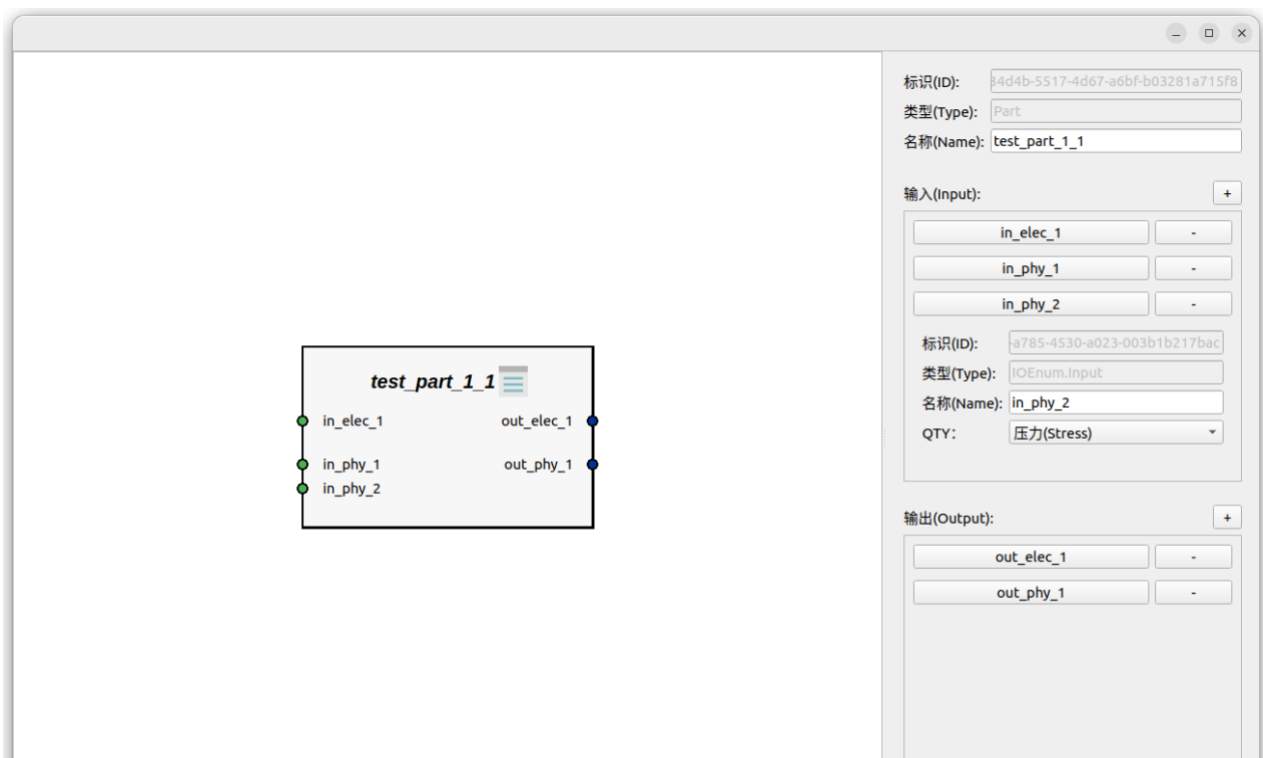 test_part_1_1
in_elec_1 out_elec_1
in_phy_1 out_phy_1
in_phy_2
标识(ID): 34d4b-5517-4d67-a6bf-b03281a715f8
类型(Type): Part
名称(Name): test_part_1_1
输入(Input): +
in_elec_1 -
in_phy_1 -
in_phy_2 -
标识(ID): -a785-4530-a023-003b1b217bac
类型(Type): IOEnum.Input
名称(Name): in_phy_2
QTY: 压力(Stress)
输出(Output): +
out_elec_1 -
out_phy_1 -